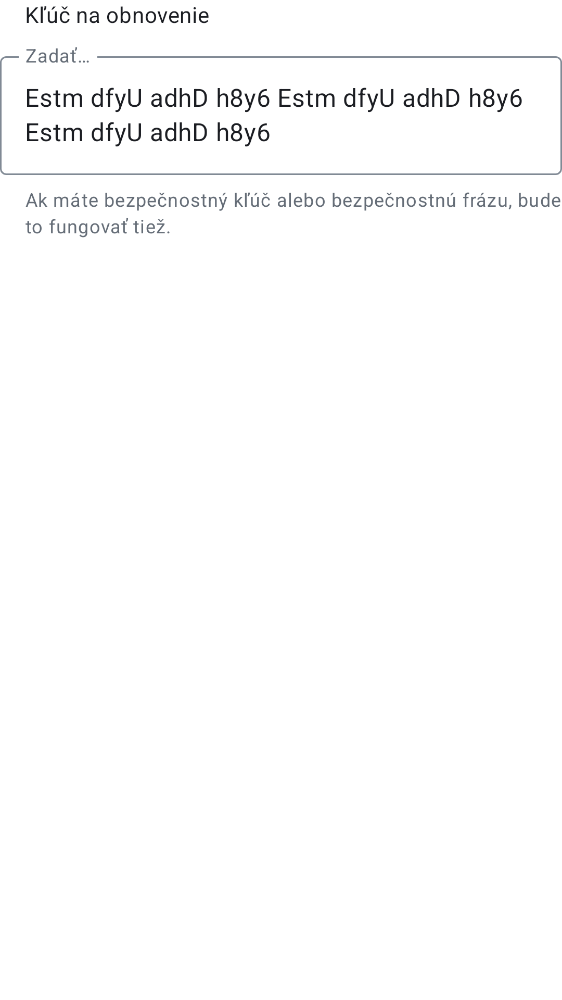 Kľúč na obnovenie
Zadať…
Estm dfyU adhD h8y6 Estm dfyU adhD h8y6
Estm dfyU adhD h8y6
Ak máte bezpečnostný kľúč alebo bezpečnostnú frázu, bude
to fungovať tiež.